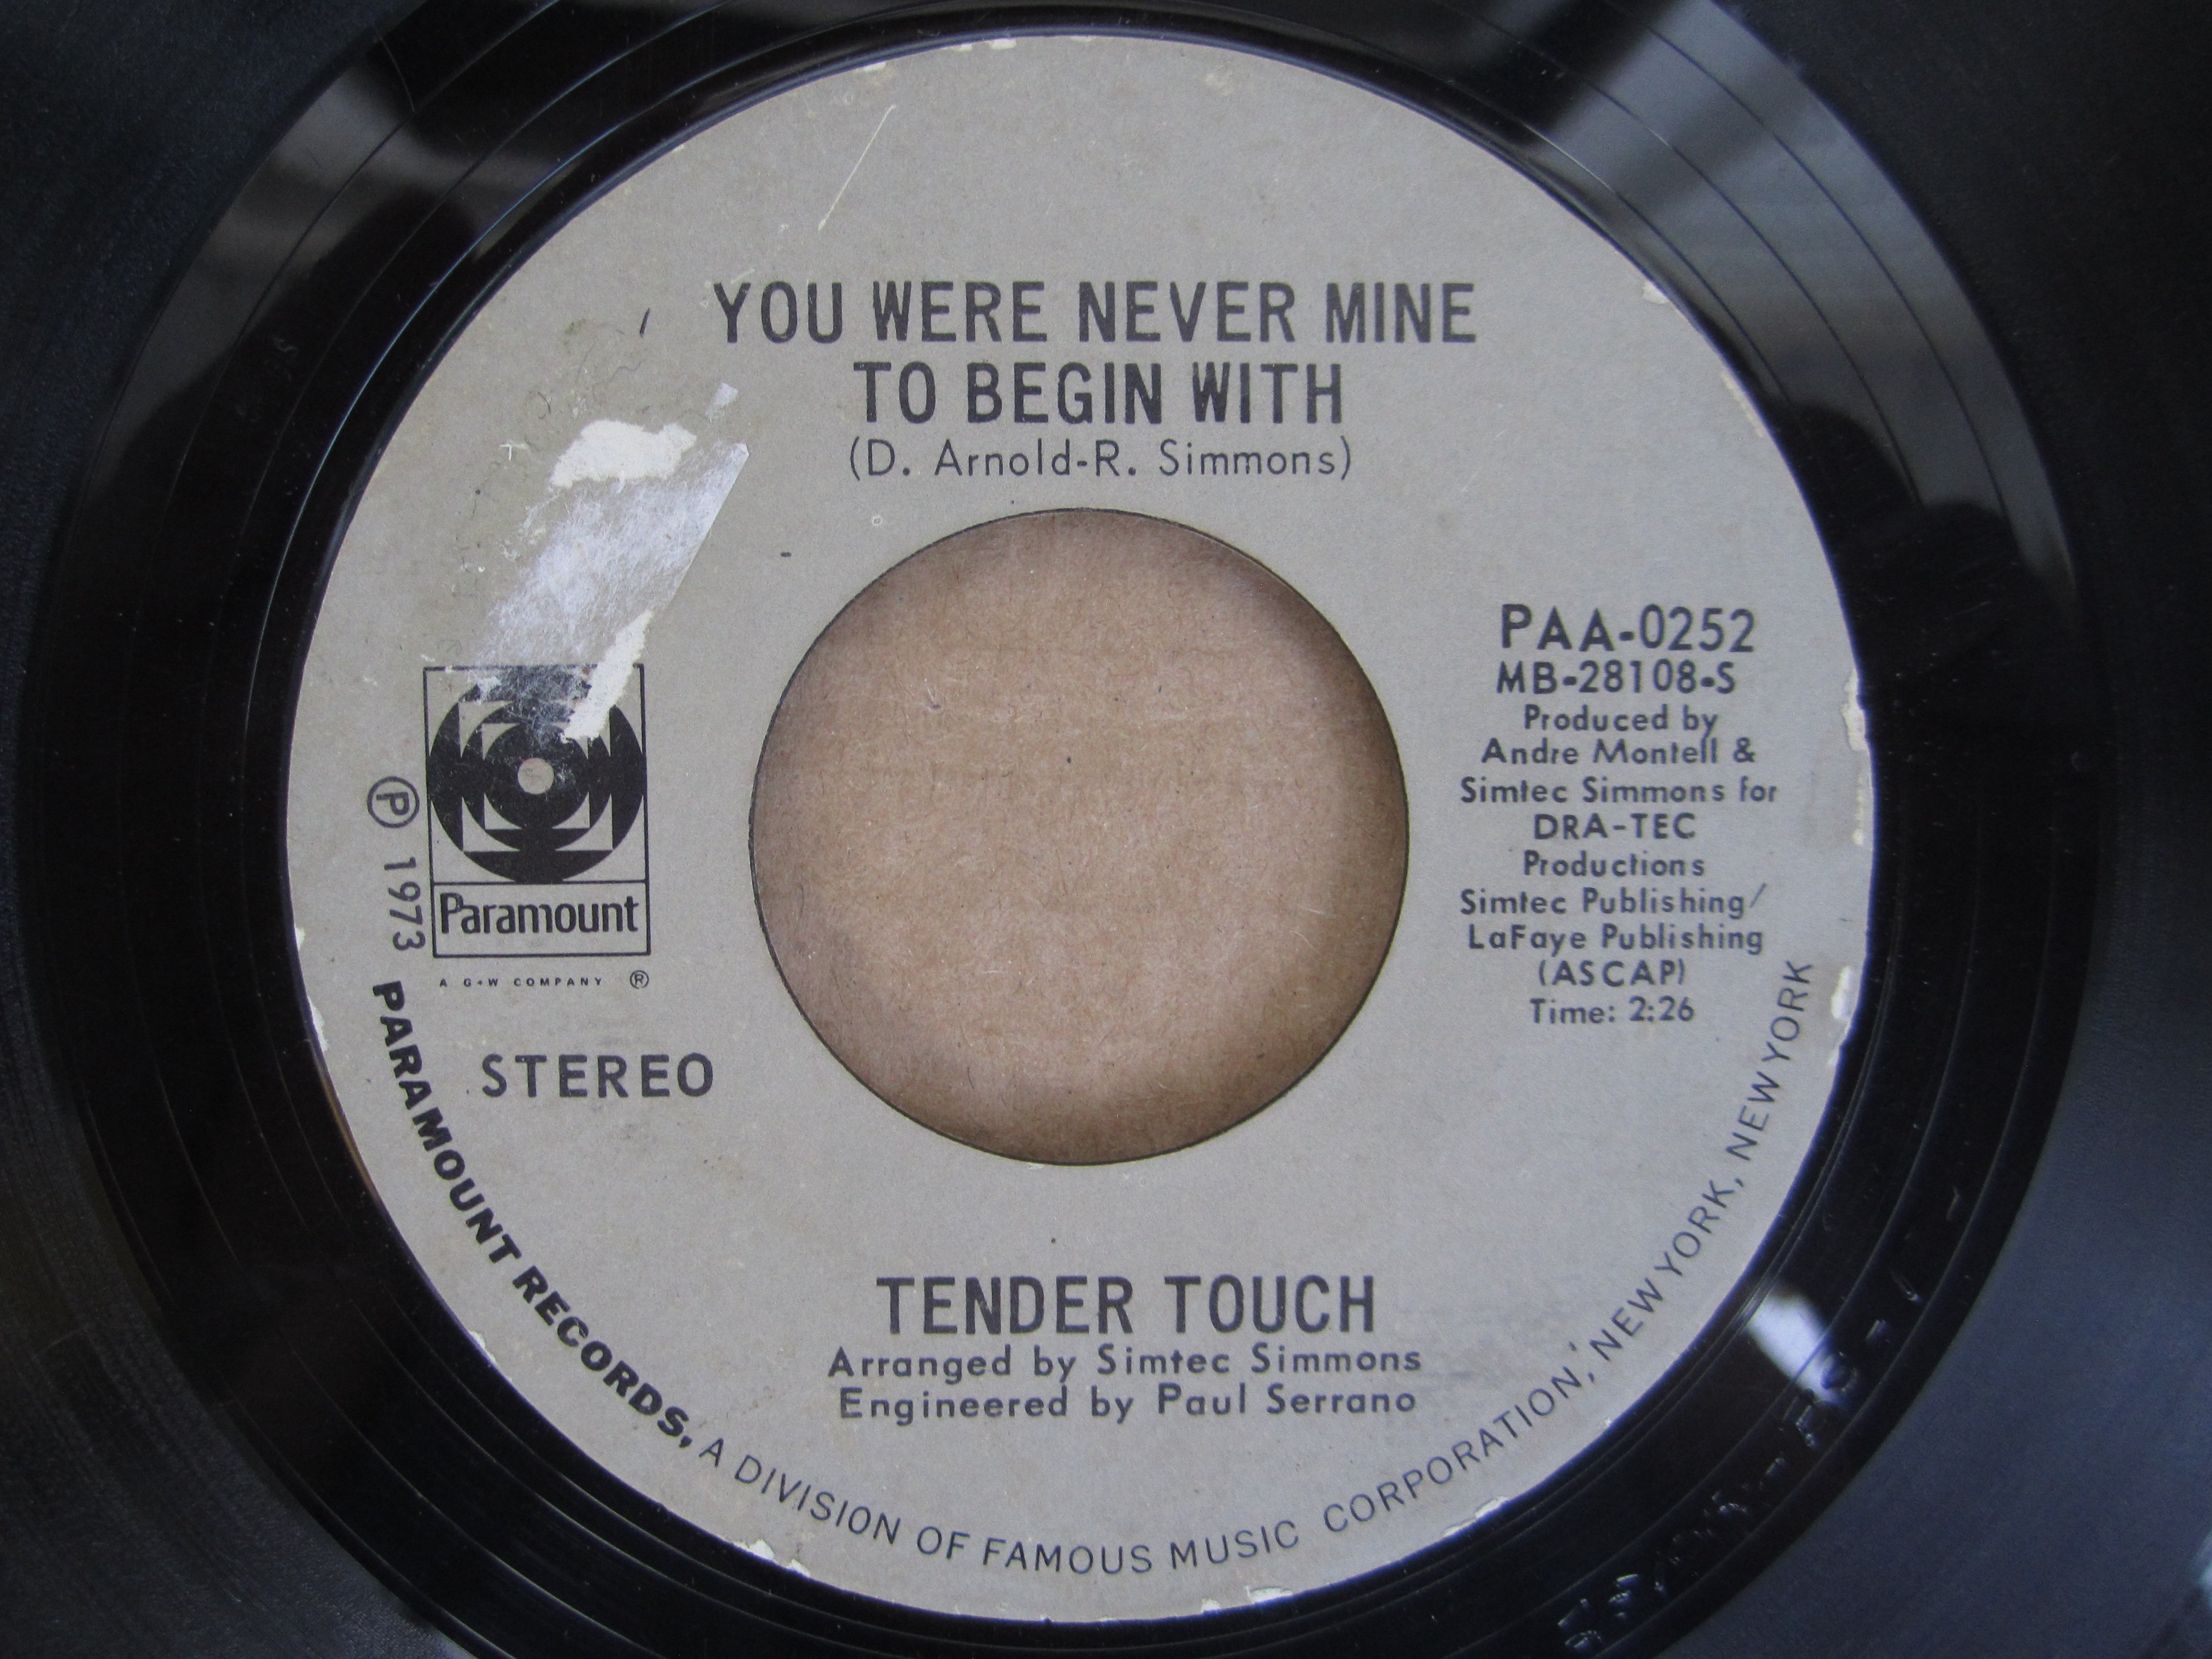 YOU WERE NEVER MINE
TO BEGIN WITH
(D. Arnold-R. Simmons)
PAA-0252
MB-28108-S
Produced by
Andre Montell &
Simtec Simmons for
DRA-TEC
Productions
Simtec Publishing/
LaFaye Publishing
(ASCAP)
Time: 2:26
Ⓟ 1973
Paramount
A G+W COMPANY ®
STEREO
TENDER TOUCH
Arranged by Simtec Simmons
Engineered by Paul Serrano
PARAMOUNT RECORDS, A DIVISION OF FAMOUS MUSIC CORPORATION, NEW YORK, NEW YORK